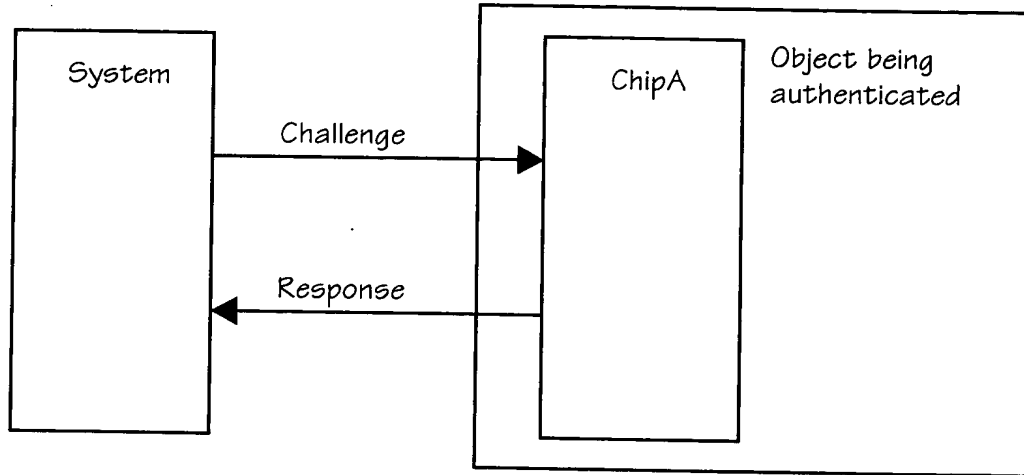 System
ChipA
Object being
authenticated
Challenge
Response